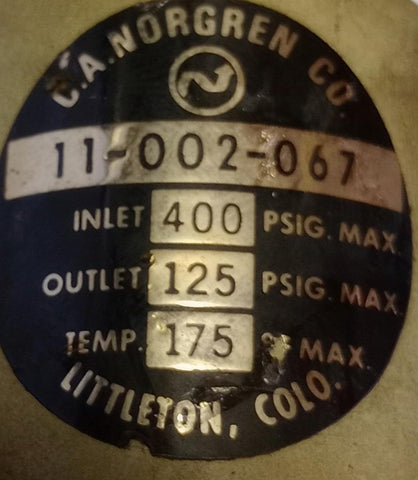 C.A. NORGREN CO.
11-002-067
INLET 400 PSIG. MAX.
OUTLET 125 PSIG. MAX.
TEMP. 175 °F MAX.
LITTLETON, COLO.